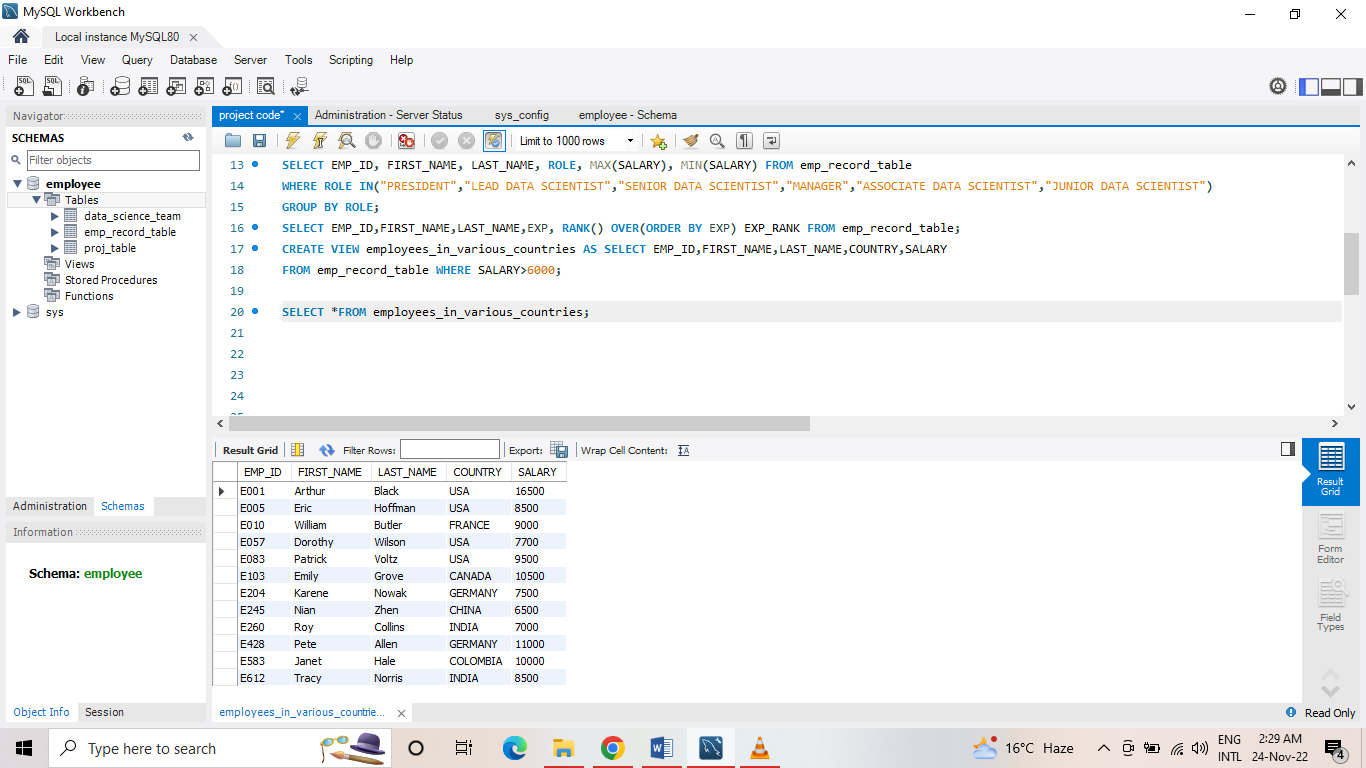 MySQL Workbench
Local instance MySQL80
File Edit View Query Database Server Tools Scripting Help
Navigator
SCHEMAS
Filter objects
employee
Tables
data_science_team
emp_record_table
proj_table
Views
Stored Procedures
Functions
sys
Administration Schemas
Information
Schema: employee
Object Info Session
project code* Administration - Server Status sys_config employee - Schema
Limit to 1000 rows
13 SELECT EMP_ID, FIRST_NAME, LAST_NAME, ROLE, MAX(SALARY), MIN(SALARY) FROM emp_record_table
14 WHERE ROLE IN("PRESIDENT","LEAD DATA SCIENTIST","SENIOR DATA SCIENTIST","MANAGER","ASSOCIATE DATA SCIENTIST","JUNIOR DATA SCIENTIST")
15 GROUP BY ROLE;
16 SELECT EMP_ID,FIRST_NAME,LAST_NAME,EXP, RANK() OVER(ORDER BY EXP) EXP_RANK FROM emp_record_table;
17 CREATE VIEW employees_in_various_countries AS SELECT EMP_ID,FIRST_NAME,LAST_NAME,COUNTRY,SALARY
18 FROM emp_record_table WHERE SALARY>6000;
19
20 SELECT *FROM employees_in_various_countries;
21
22
23
24
Result Grid Filter Rows: Export: Wrap Cell Content:
EMP_ID FIRST_NAME LAST_NAME COUNTRY SALARY
E001 Arthur Black USA 16500
E005 Eric Hoffman USA 8500
E010 William Butler FRANCE 9000
E057 Dorothy Wilson USA 7700
E083 Patrick Voltz USA 9500
E103 Emily Grove CANADA 10500
E204 Karene Nowak GERMANY 7500
E245 Nian Zhen CHINA 6500
E260 Roy Collins INDIA 7000
E428 Pete Allen GERMANY 11000
E583 Janet Hale COLOMBIA 10000
E612 Tracy Norris INDIA 8500
Result
Grid
Form
Editor
Field
Types
employees_in_various_countrie...
Read Only
Type here to search
16°C Haze
ENG
INTL
2:29 AM
24-Nov-22
4